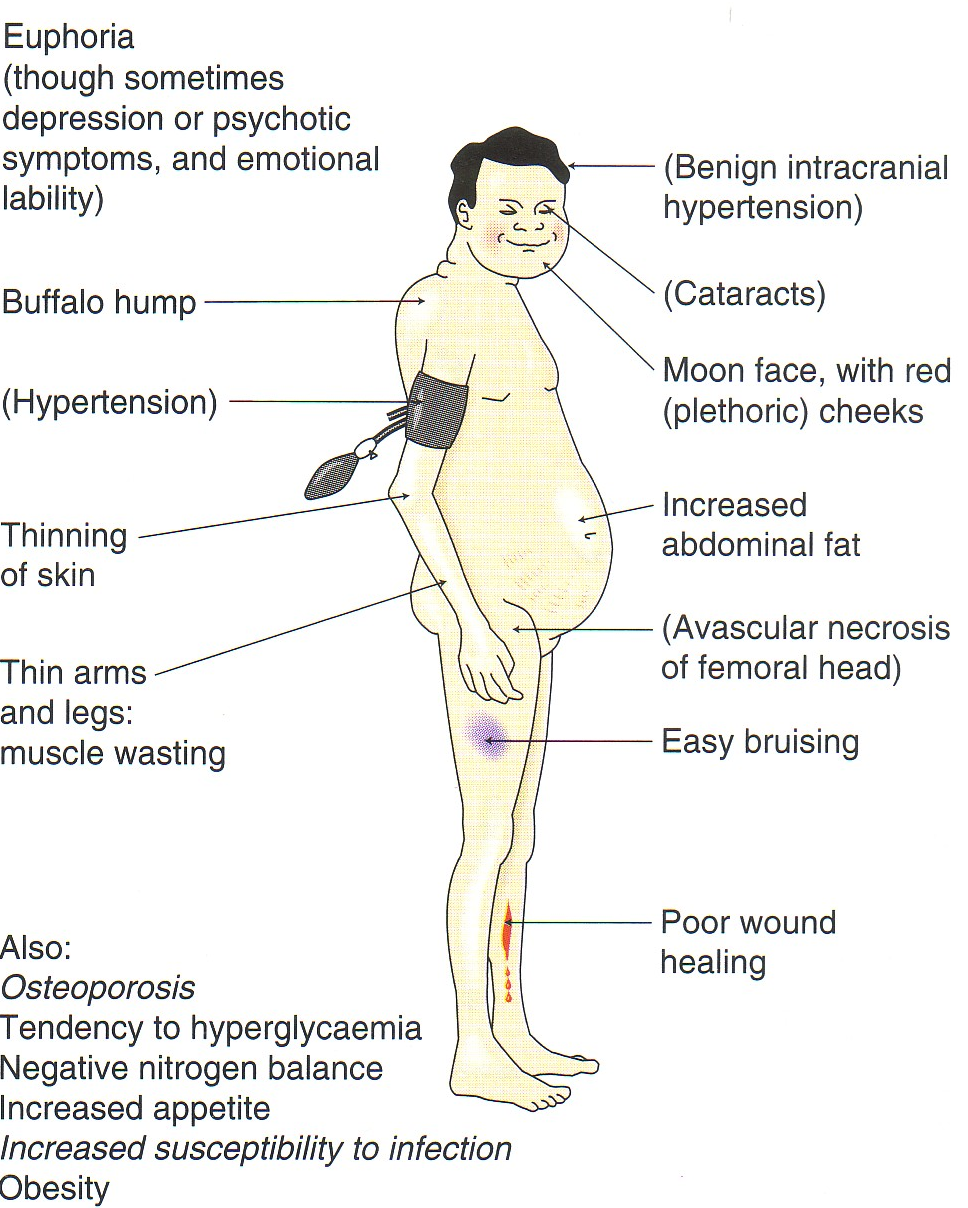 Euphoria
(though sometimes
depression or psychotic
symptoms, and emotional
lability)
(Benign intracranial
hypertension)
Buffalo hump
(Cataracts)
(Hypertension)
Moon face, with red
(plethoric) cheeks
Thinning
of skin
Increased
abdominal fat
Thin arms
and legs:
muscle wasting
(Avascular necrosis
of femoral head)
Easy bruising
Poor wound
healing
Also:
Osteoporosis
Tendency to hyperglycaemia
Negative nitrogen balance
Increased appetite
Increased susceptibility to infection
Obesity